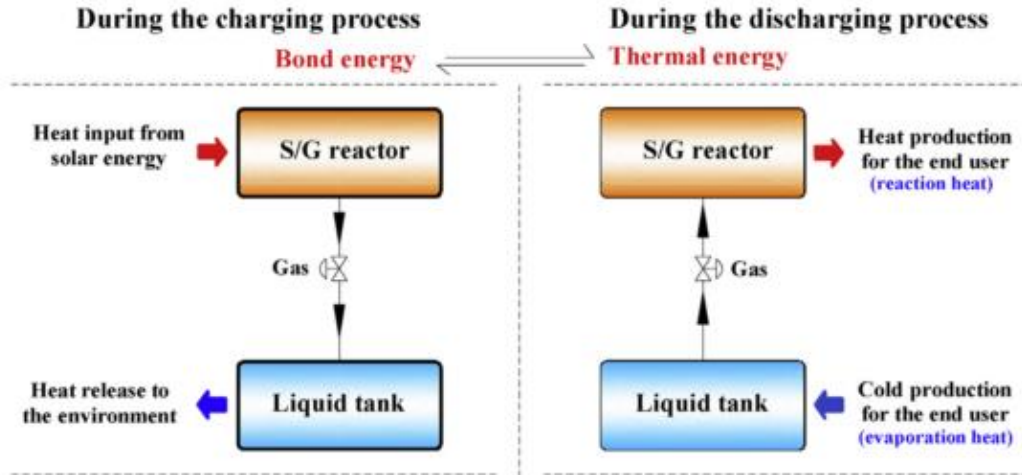 During the charging process
During the discharging process
Bond energy
Thermal energy
Heat input from
solar energy
S/G reactor
Gas
Heat release to
the environment
Liquid tank
S/G reactor
Heat production
for the end user
(reaction heat)
Gas
Liquid tank
Cold production
for the end user
(evaporation heat)